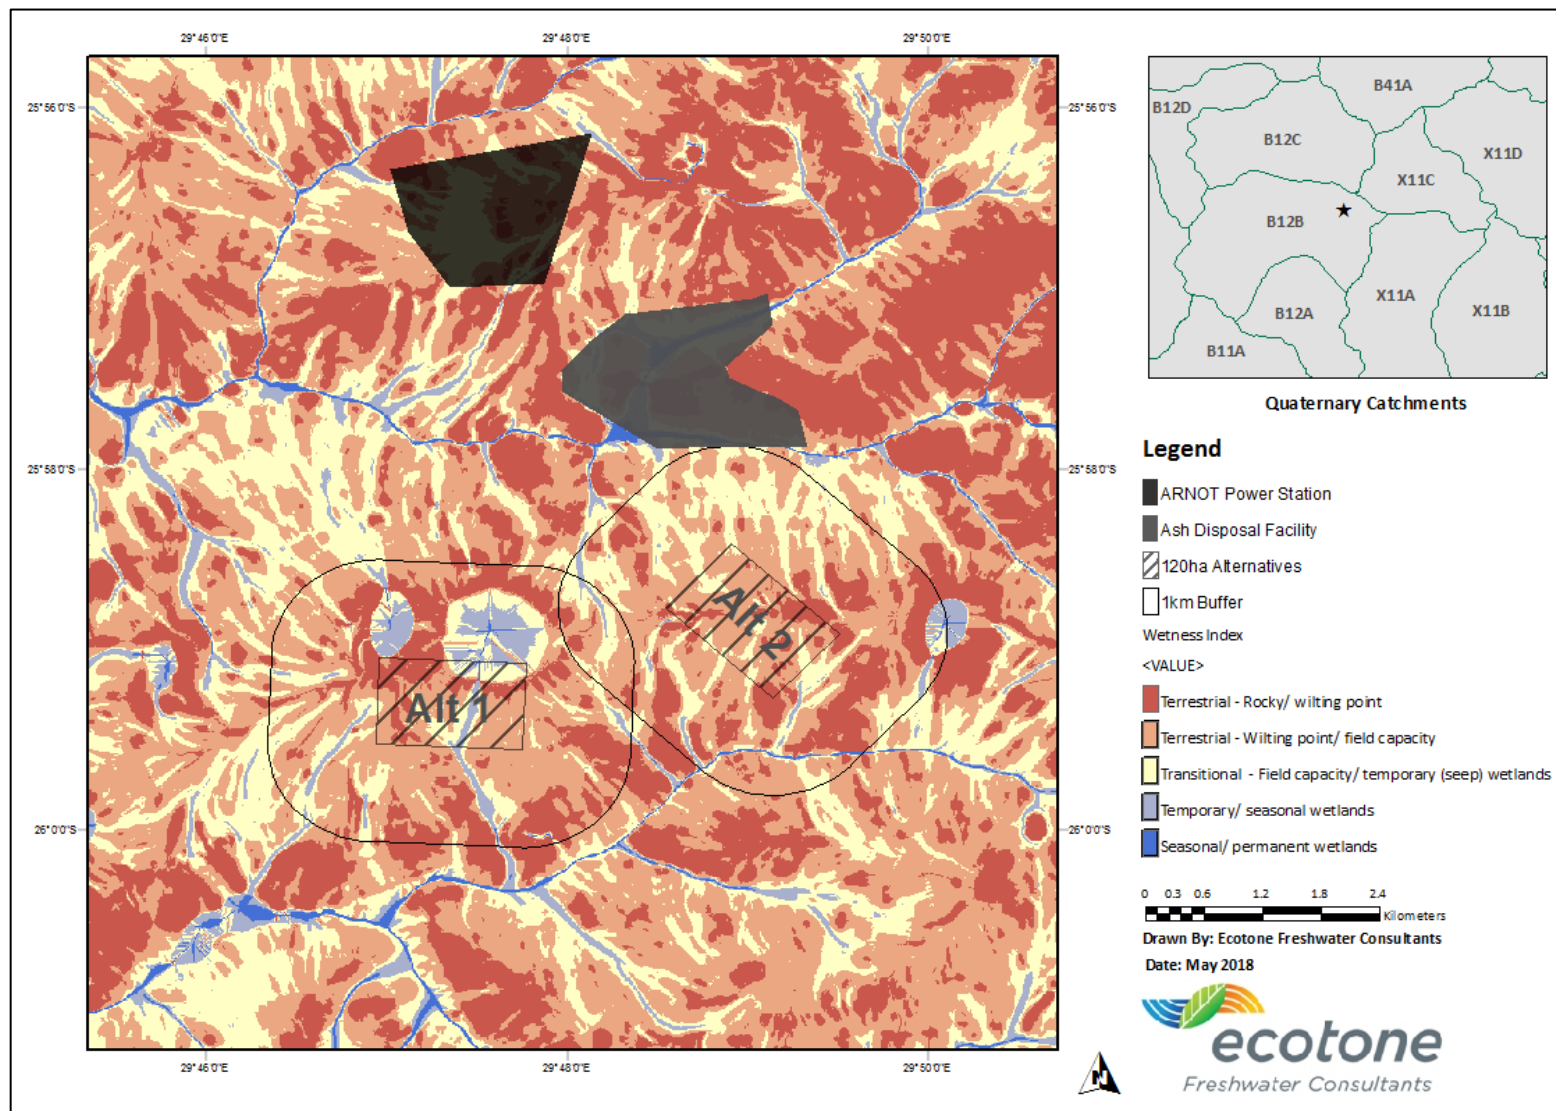 29°46'0"E
29°48'0"E
29°50'0"E
25°56'0"S
25°56'0"S
25°58'0"S
25°58'0"S
26°0'0"S
26°0'0"S
29°46'0"E
29°48'0"E
29°50'0"E
Alt 1
Alt 2
B12D
B41A
B12C
X11D
X11C
B12B
X11A
B12A
X11B
B11A
Quaternary Catchments
Legend
ARNOT Power Station
Ash Disposal Facility
120ha Alternatives
1km Buffer
Wetness Index
<VALUE>
Terrestrial - Rocky/ wilting point
Terrestrial - Wilting point/ field capacity
Transitional - Field capacity/ temporary (seep) wetlands
Temporary/ seasonal wetlands
Seasonal/ permanent wetlands
0 0.3 0.6 1.2 1.8 2.4
Kilometers
Drawn By: Ecotone Freshwater Consultants
Date: May 2018
N
ecotone
Freshwater Consultants